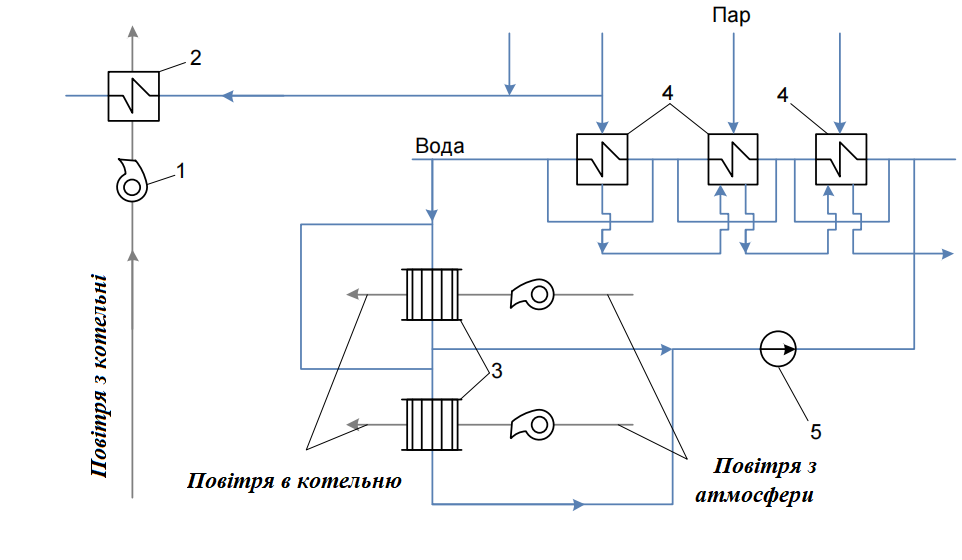 Пар
2
4
4
Вода
1
Повітря з котельні
3
5
Повітря в котельню
Повітря з
атмосфери